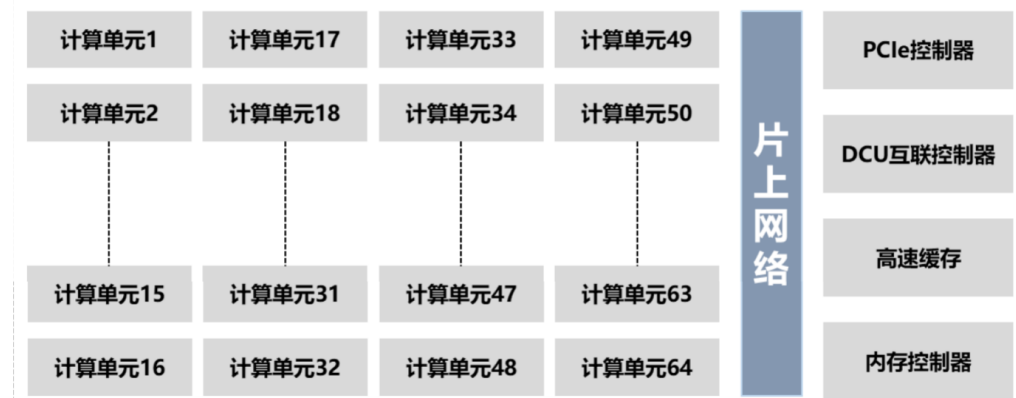 计算单元1
计算单元17
计算单元33
计算单元49
计算单元2
计算单元18
计算单元34
计算单元50
计算单元15
计算单元31
计算单元47
计算单元63
计算单元16
计算单元32
计算单元48
计算单元64
片上网络
PCIe控制器
DCU互联控制器
高速缓存
内存控制器